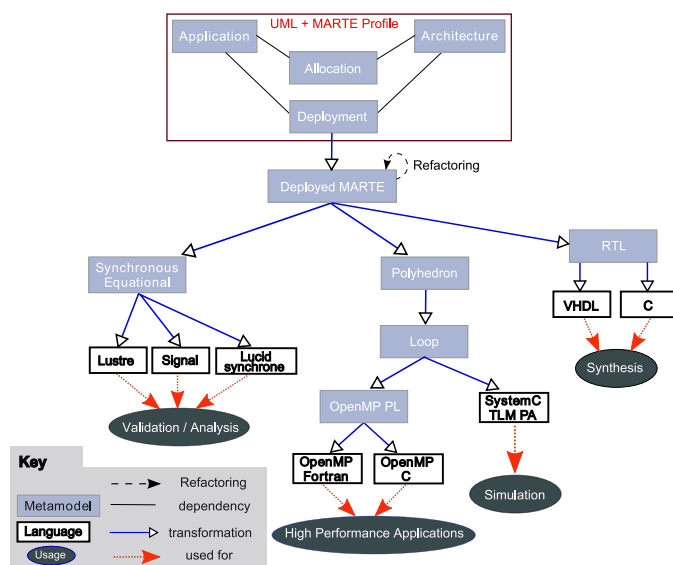 UML + MARTE Profile
Application
Architecture
Allocation
Deployment
Refactoring
Deployed MARTE
RTL
Synchronous
Equational
Polyhedron
VHDL
C
Loop
Lustre
Signal
Lucid
synchrone
Synthesis
OpenMP PL
SystemC
TLM PA
Validation / Analysis
OpenMP
Fortran
OpenMP
C
Simulation
High Performance Applications
Key
Refactoring
Metamodel
dependency
Language
transformation
Usage
used for